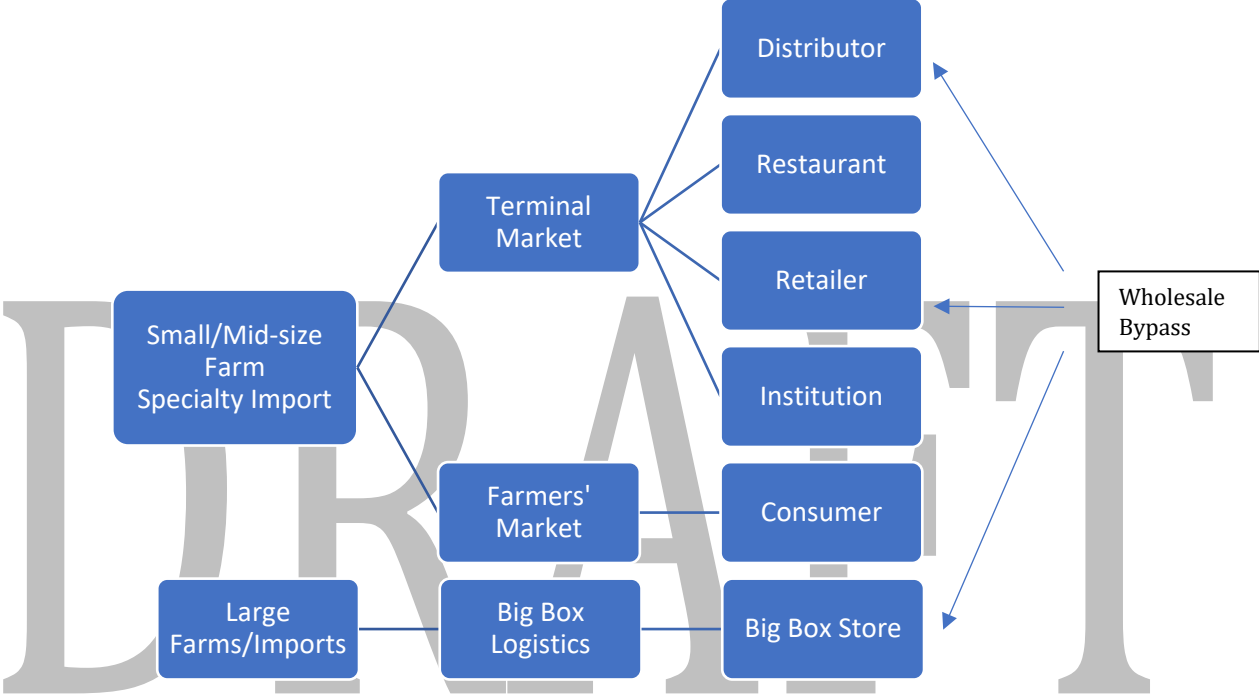 Distributor
Restaurant
Terminal
Market
Retailer
Wholesale
Bypass
Small/Mid-size
Farm
Specialty Import
Institution
Farmers'
Market
Consumer
Large
Farms/Imports
Big Box
Logistics
Big Box Store
DRAFT